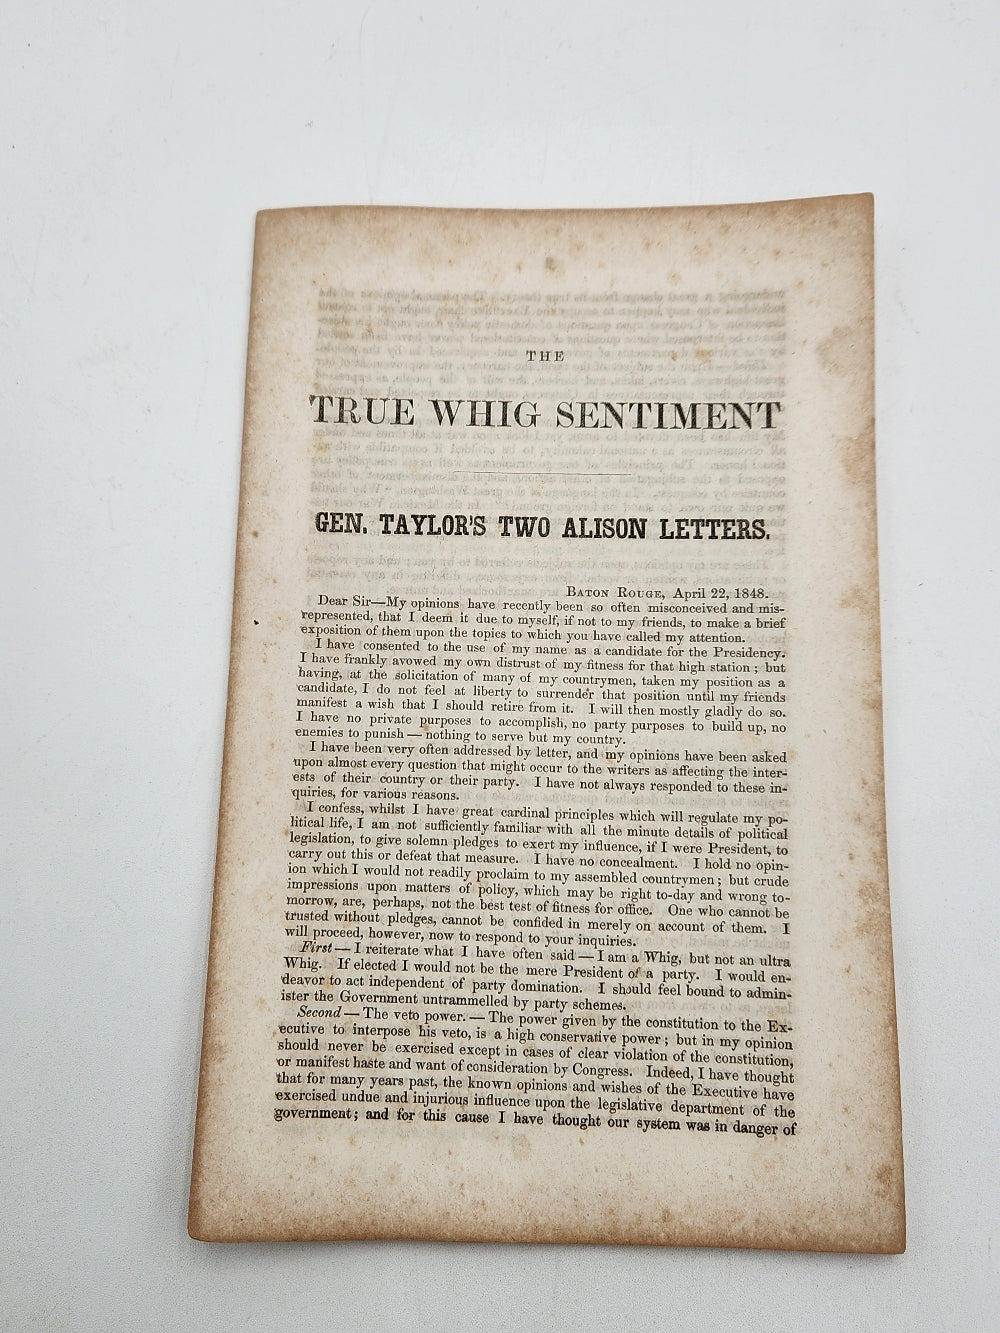 THE
TRUE WHIG SENTIMENT
GEN. TAYLOR'S TWO ALISON LETTERS.
BATON ROUGE, April 22, 1848.
Dear Sir—My opinions have recently been so often misconceived and mis-
represented, that I deem it due to myself, if not to my friends, to make a brief
exposition of them upon the topics to which you have called my attention.
I have consented to the use of my name as a candidate for the Presidency.
I have frankly avowed my own distrust of my fitness for that high station; but
having, at the solicitation of many of my countrymen, taken my position as a
candidate, I do not feel at liberty to surrender that position until my friends
manifest a wish that I should retire from it. I will then mostly gladly do so.
I have no private purposes to accomplish, no party purposes to build up, no
enemies to punish—nothing to serve but my country.
I have been very often addressed by letter, and my opinions have been asked
upon almost every question that might occur to the writers as affecting the inter-
ests of their country or their party. I have not always responded to these in-
quiries, for various reasons.
I confess, whilst I have great cardinal principles which will regulate my po-
litical life, I am not sufficiently familiar with all the minute details of political
legislation, to give solemn pledges to exert my influence, if I were President, to
carry out this or defeat that measure. I have no concealment. I hold no opin-
ion which I would not readily proclaim to my assembled countrymen; but crude
impressions upon matters of policy, which may be right to-day and wrong to-
morrow, are, perhaps, not the best test of fitness for office. One who cannot be
trusted without pledges, cannot be confided in merely on account of them. I
will proceed, however, now to respond to your inquiries.
First—I reiterate what I have often said—I am a Whig, but not an ultra
Whig. If elected I would not be the mere President of a party. I would en-
deavor to act independent of party domination. I should feel bound to admin-
ister the Government untrammelled by party schemes.
Second—The veto power.—The power given by the constitution to the Ex-
ecutive to interpose his veto, is a high conservative power; but in my opinion
should never be exercised except in cases of clear violation of the constitution,
or manifest haste and want of consideration by Congress. Indeed, I have thought
that for many years past, the known opinions and wishes of the Executive have
exercised undue and injurious influence upon the legislative department of the
government; and for this cause I have thought our system was in danger of